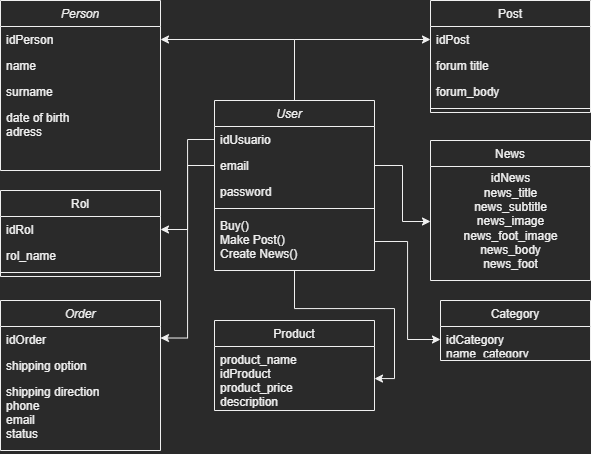 Person
idPerson
name
surname
date of birth
adress
Post
idPost
forum title
forum_body
User
idUsuario
email
password
Buy()
Make Post()
Create News()
News
idNews
news_title
news_subtitle
news_image
news_foot_image
news_body
news_foot
Rol
idRol
rol_name
Order
idOrder
shipping option
shipping direction
phone
email
status
Product
product_name
idProduct
product_price
description
Category
idCategory
name_category